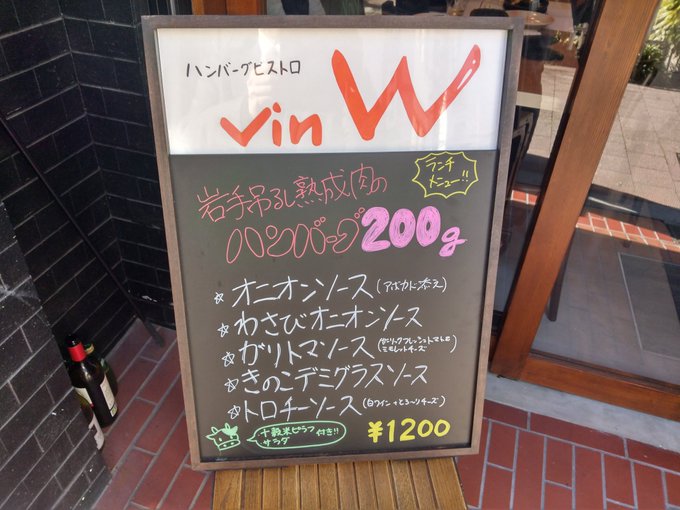 ハンバーグビストロ
vin W
ランチ
メニュー!!
岩手吊るし熟成肉の
ハンバーグ200g
☆オニオンソース(アボカド添え)
☆わさびオニオンソース
☆ガリトマソース(ガーリックフレッシュトマト&
ミモレットチーズ)
☆きのこデミグラスソース
☆トロチーソース(白ワイン+とろ〜りチーズ)
十穀米ピラフ
サラダ 付き!!
¥1200